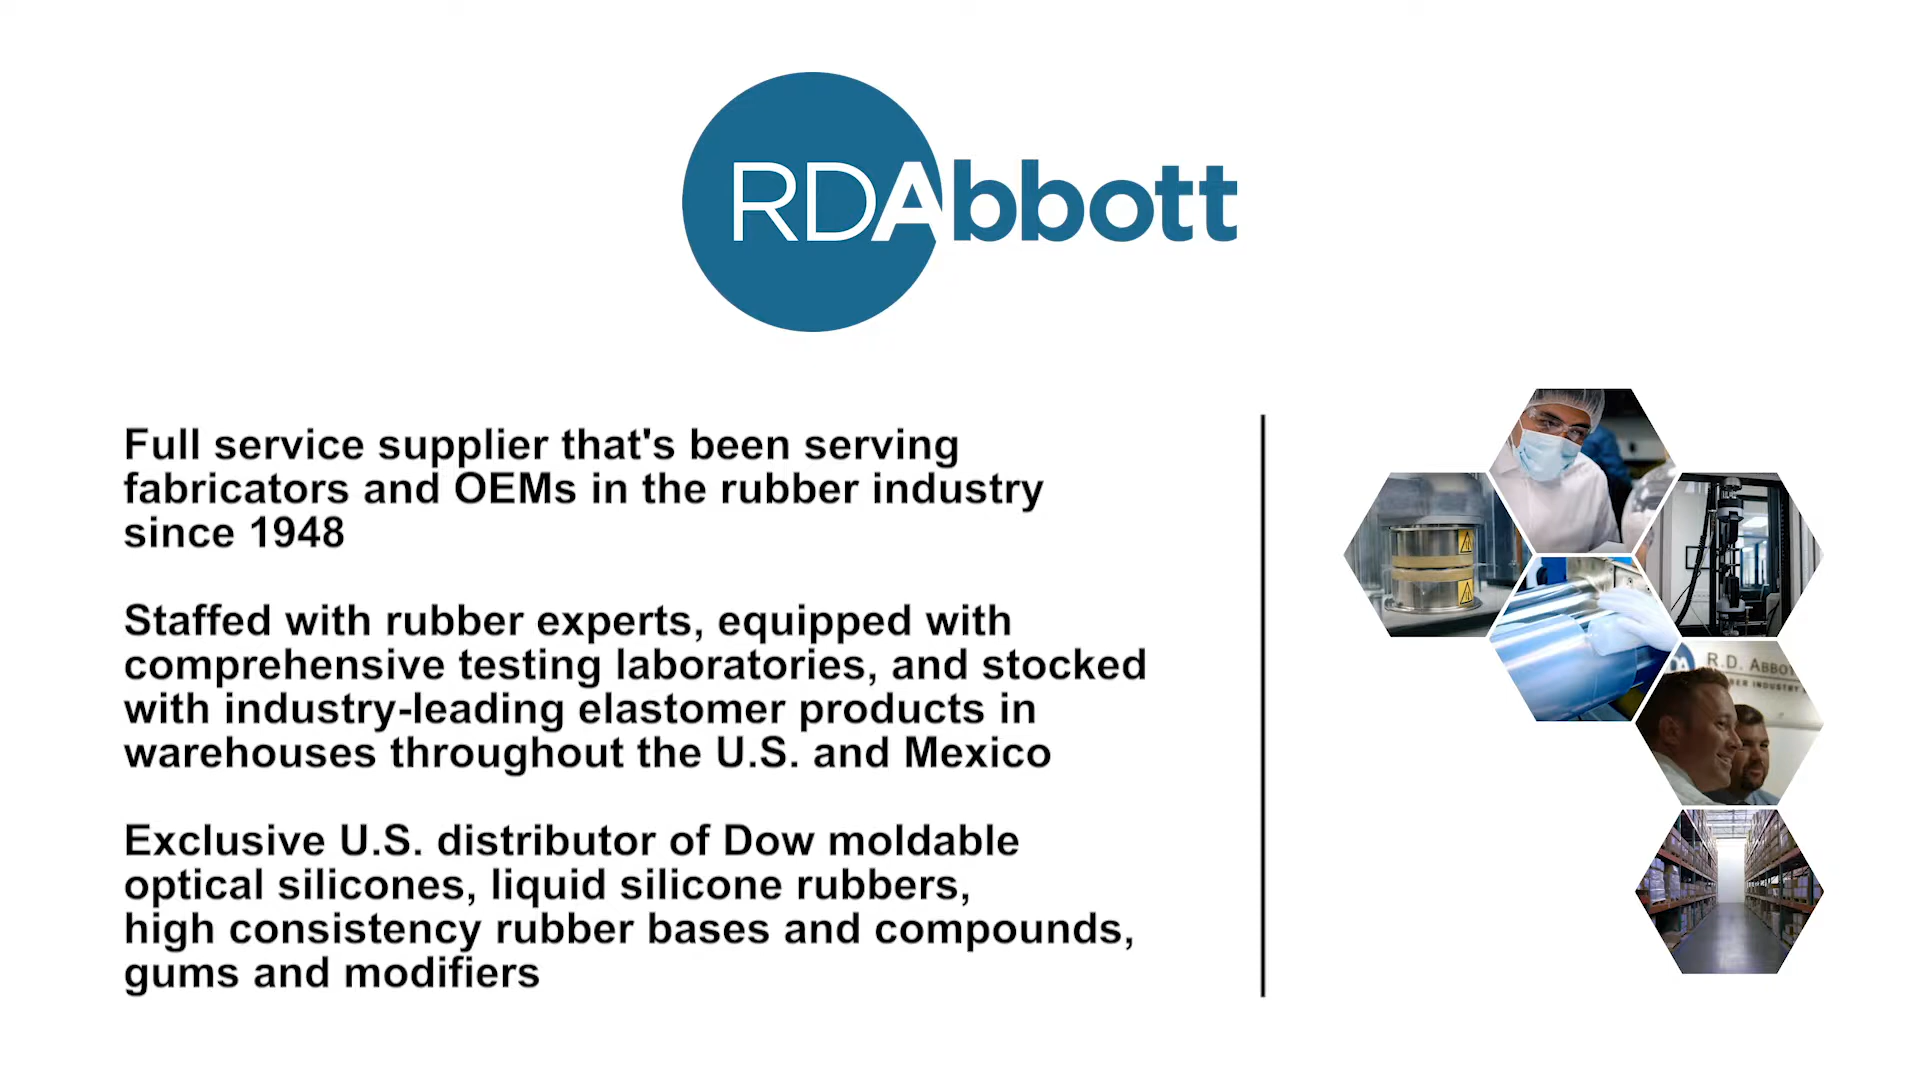 RDAbbott
Full service supplier that's been serving
fabricators and OEMs in the rubber industry
since 1948
Staffed with rubber experts, equipped with
comprehensive testing laboratories, and stocked
with industry-leading elastomer products in
warehouses throughout the U.S. and Mexico
Exclusive U.S. distributor of Dow moldable
optical silicones, liquid silicone rubbers,
high consistency rubber bases and compounds,
gums and modifiers
R.D. ABBO
BER INDUSTRY